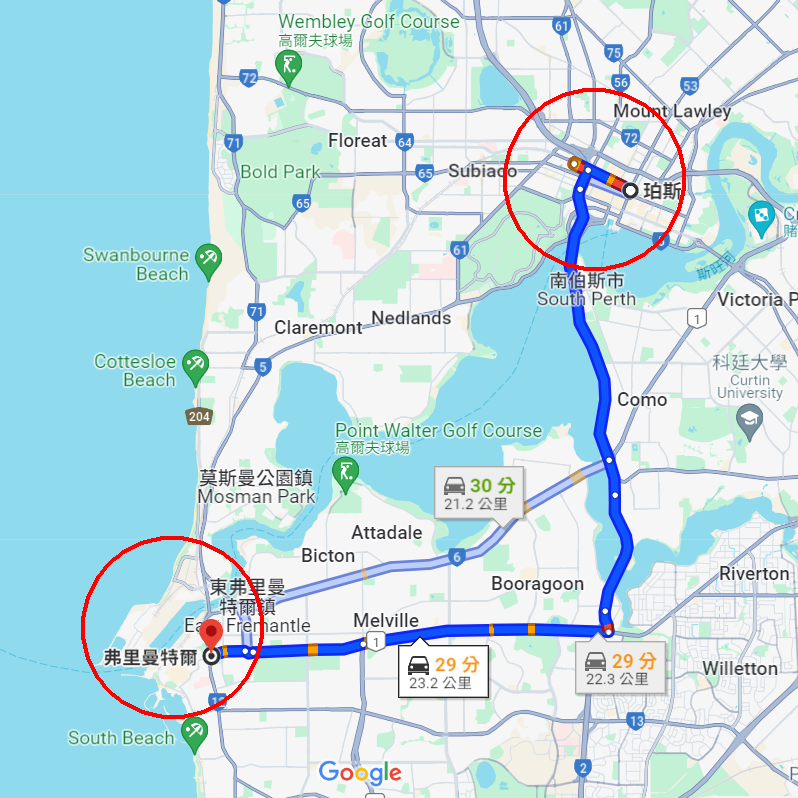 Wembley Golf Course
高爾夫球場
61
75
72
56
53
71
Mount Lawley
72
Floreat
64
Subiaco
65
Bold Park
65
珀斯
61
Swanbourne
Beach
斯旺河
南伯斯市
South Perth
Victoria P
71
Claremont
Nedlands
1
Cottesloe
Beach
5
科廷大學
Curtin
University
204
Como
Point Walter Golf Course
高爾夫球場
莫斯曼公園鎮
Mosman Park
30 分
21.2 公里
Attadale
Bicton
6
Booragoon
Riverton
東弗里曼
特爾鎮
East Fremantle
Melville
1
弗里曼特爾
29 分
23.2 公里
29 分
22.3 公里
Willetton
South Beach
13
2
Google